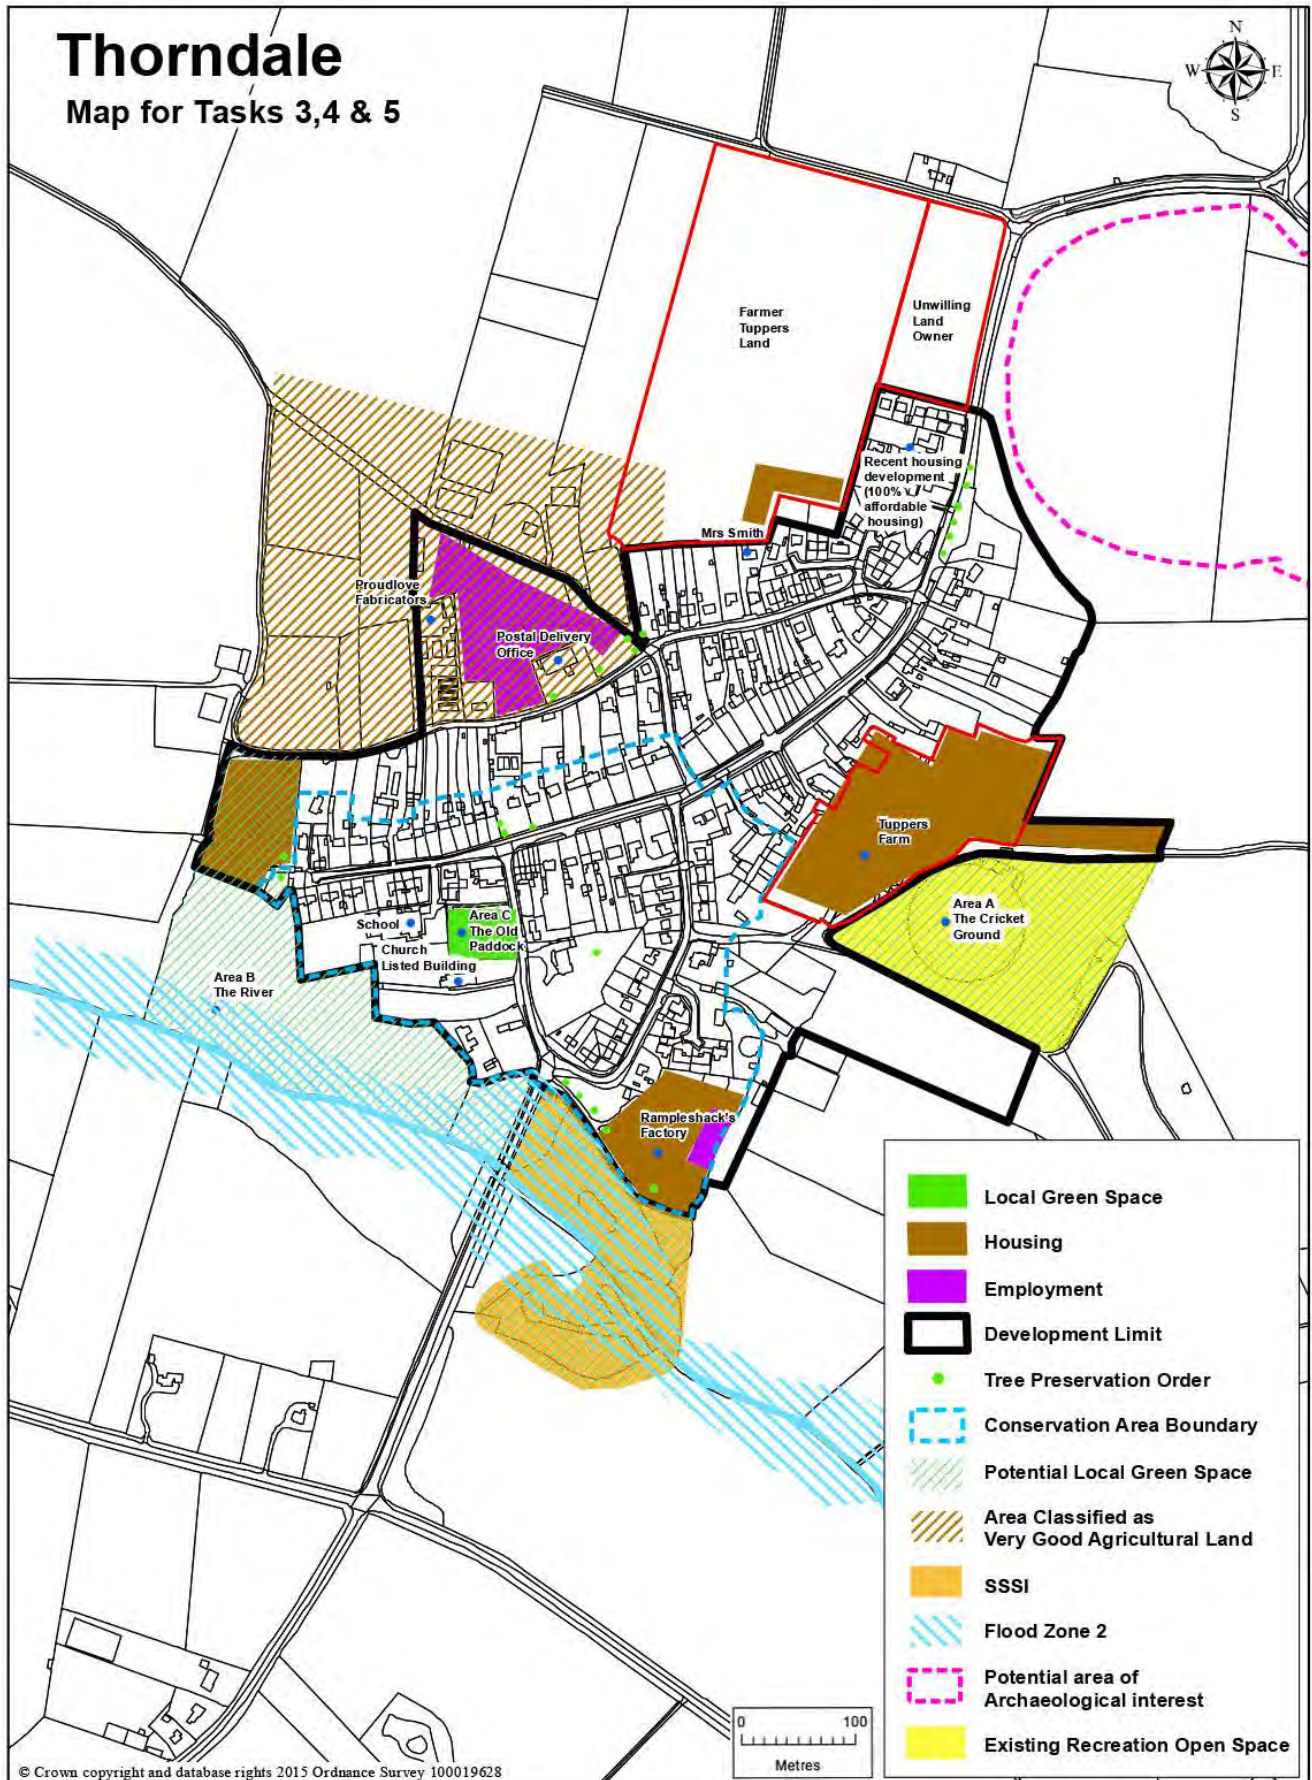 Thorndale
Map for Tasks 3,4 & 5
N
W
E
S
Farmer
Tuppers
Land
Unwilling
Land
Owner
Recent housing
development
(100%
affordable
housing)
Mrs Smith
Proudlove
Fabricators
Postal Delivery
Office
Tuppers
Farm
Area A
The Cricket
Ground
School
Area C
The Old
Paddock
Church
Listed Building
Area B
The River
Rampleshack's
Factory
Local Green Space
Housing
Employment
Development Limit
Tree Preservation Order
Conservation Area Boundary
Potential Local Green Space
Area Classified as
Very Good Agricultural Land
SSSI
Flood Zone 2
Potential area of
Archaeological interest
Existing Recreation Open Space
0 100
Metres
© Crown copyright and database rights 2015 Ordnance Survey 100019628